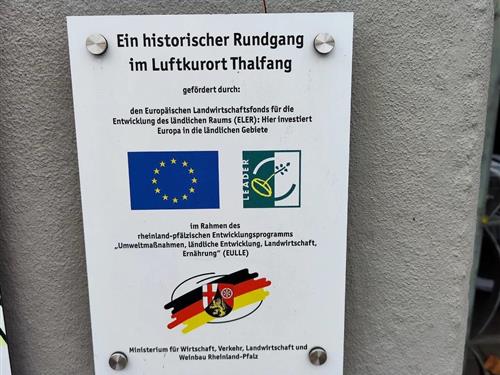 Ein historischer Rundgang
im Luftkurort Thalfang
gefördert durch:
den Europäischen Landwirtschaftsfonds für die
Entwicklung des ländlichen Raums (ELER): Hier investiert
Europa in die ländlichen Gebiete
LEADER
im Rahmen des
rheinland-pfälzischen Entwicklungsprogramms
„Umweltmaßnahmen, ländliche Entwicklung, Landwirtschaft,
Ernährung" (EULLE)
Ministerium für Wirtschaft, Verkehr, Landwirtschaft und
Weinbau Rheinland-Pfalz